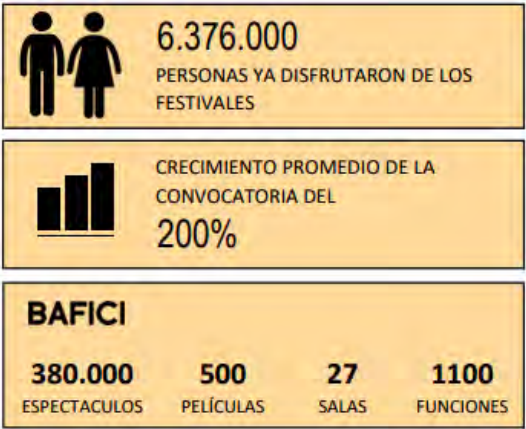 6.376.000
PERSONAS YA DISFRUTARON DE LOS
FESTIVALES
CRECIMIENTO PROMEDIO DE LA
CONVOCATORIA DEL
200%
BAFICI
380.000 500 27 1100
ESPECTACULOS PELÍCULAS SALAS FUNCIONES